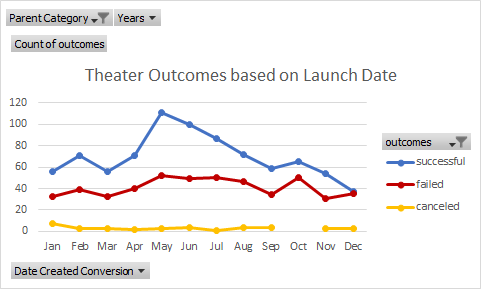 Parent Category Years
Count of outcomes
Theater Outcomes based on Launch Date
120
100
80
60
40
20
0
Jan Feb Mar Apr May Jun Jul Aug Sep Oct Nov Dec
outcomes
successful
failed
canceled
Date Created Conversion